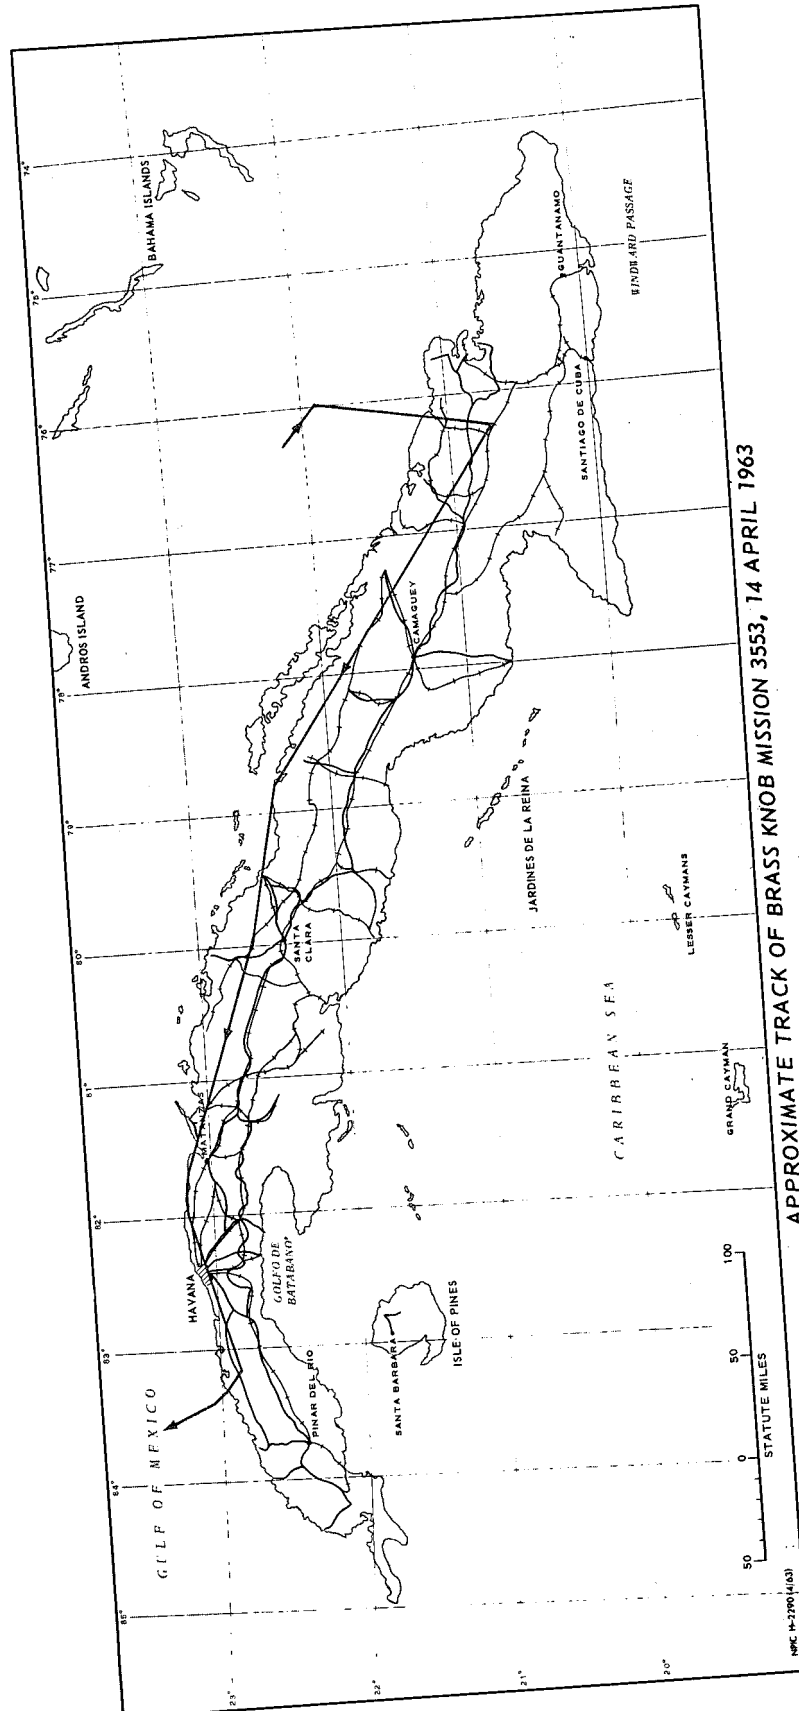 74°
75°
76°
77°
78°
79°
80°
81°
82°
83°
84°
85°
23°
22°
21°
20°
BAHAMA ISLANDS
ANDROS ISLAND
GUANTANAMO
WINDWARD PASSAGE
SANTIAGO DE CUBA
CAMAGUEY
JARDINES DE LA REINA
SANTA
CLARA
LESSER CAYMANS
GRAND CAYMAN
CARIBBEAN SEA
MATANZAS
HAVANA
GOLFO DE
BATABANO
PINAR DEL RIO
SANTA BARBARA
ISLE OF PINES
GULF OF MEXICO
50 0 50 100
STATUTE MILES
NPIC H-2290 (4/63)
APPROXIMATE TRACK OF BRASS KNOB MISSION 3553, 14 APRIL 1963